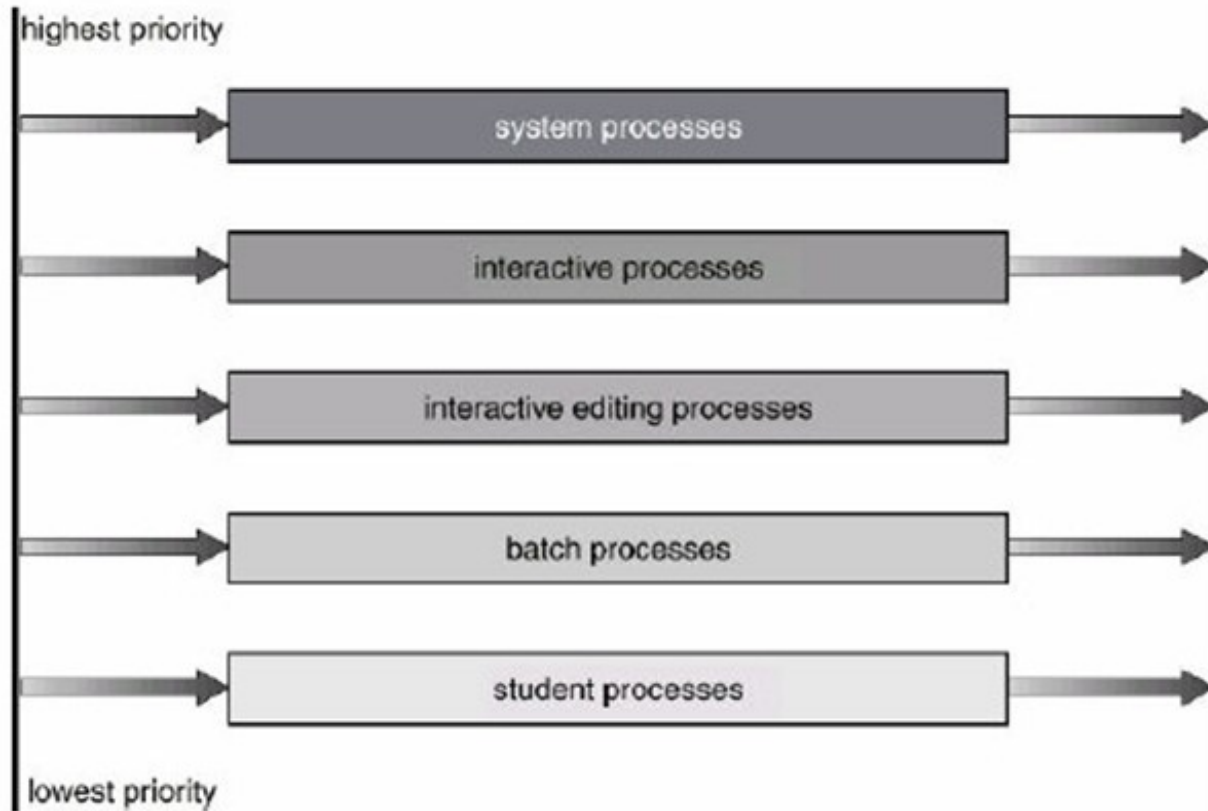 highest priority
system processes
interactive processes
interactive editing processes
batch processes
student processes
lowest priority